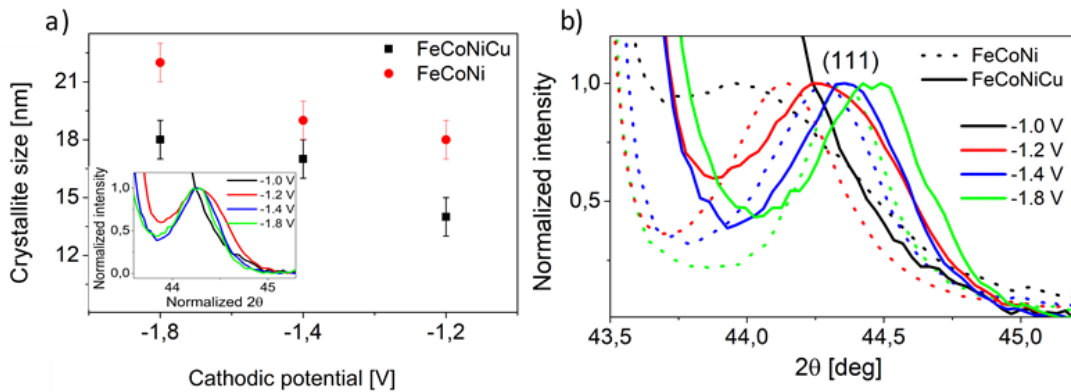 a)
Crystallite size [nm]
21
18
15
12
FeCoNiCu
FeCoNi
Normalized intensity
1,0
0,5
0,0
-1.0 V
-1.2 V
-1.4 V
-1.8 V
44
45
Normalized 2θ
-1,8
-1,4
-1,2
Cathodic potential [V]
b)
Normalized intensity
1,0
0,5
(111)
FeCoNi
FeCoNiCu
-1.0 V
-1.2 V
-1.4 V
-1.8 V
43,5
44,0
44,5
45,0
2θ [deg]